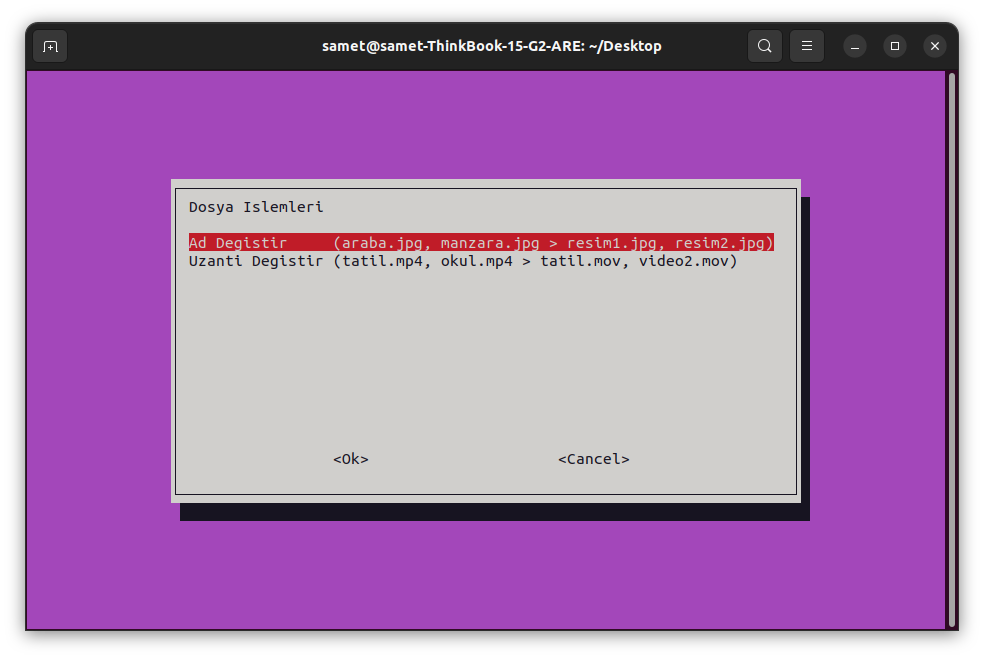 samet@samet-ThinkBook-15-G2-ARE: ~/Desktop
Dosya Islemleri
Ad Degistir     (araba.jpg, manzara.jpg > resim1.jpg, resim2.jpg)
Uzanti Degistir (tatil.mp4, okul.mp4 > tatil.mov, video2.mov)
<Ok> <Cancel>